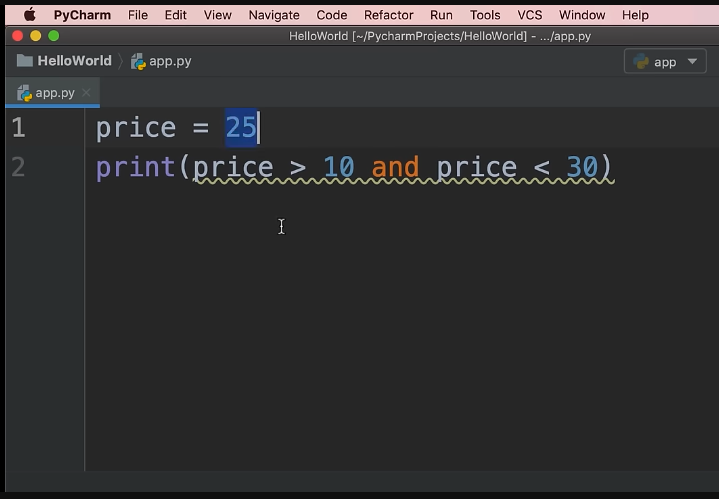 PyCharm File Edit View Navigate Code Refactor Run Tools VCS Window Help
HelloWorld [~/PycharmProjects/HelloWorld] - .../app.py
HelloWorld app.py app
app.py
1 price = 25
2 print(price > 10 and price < 30)